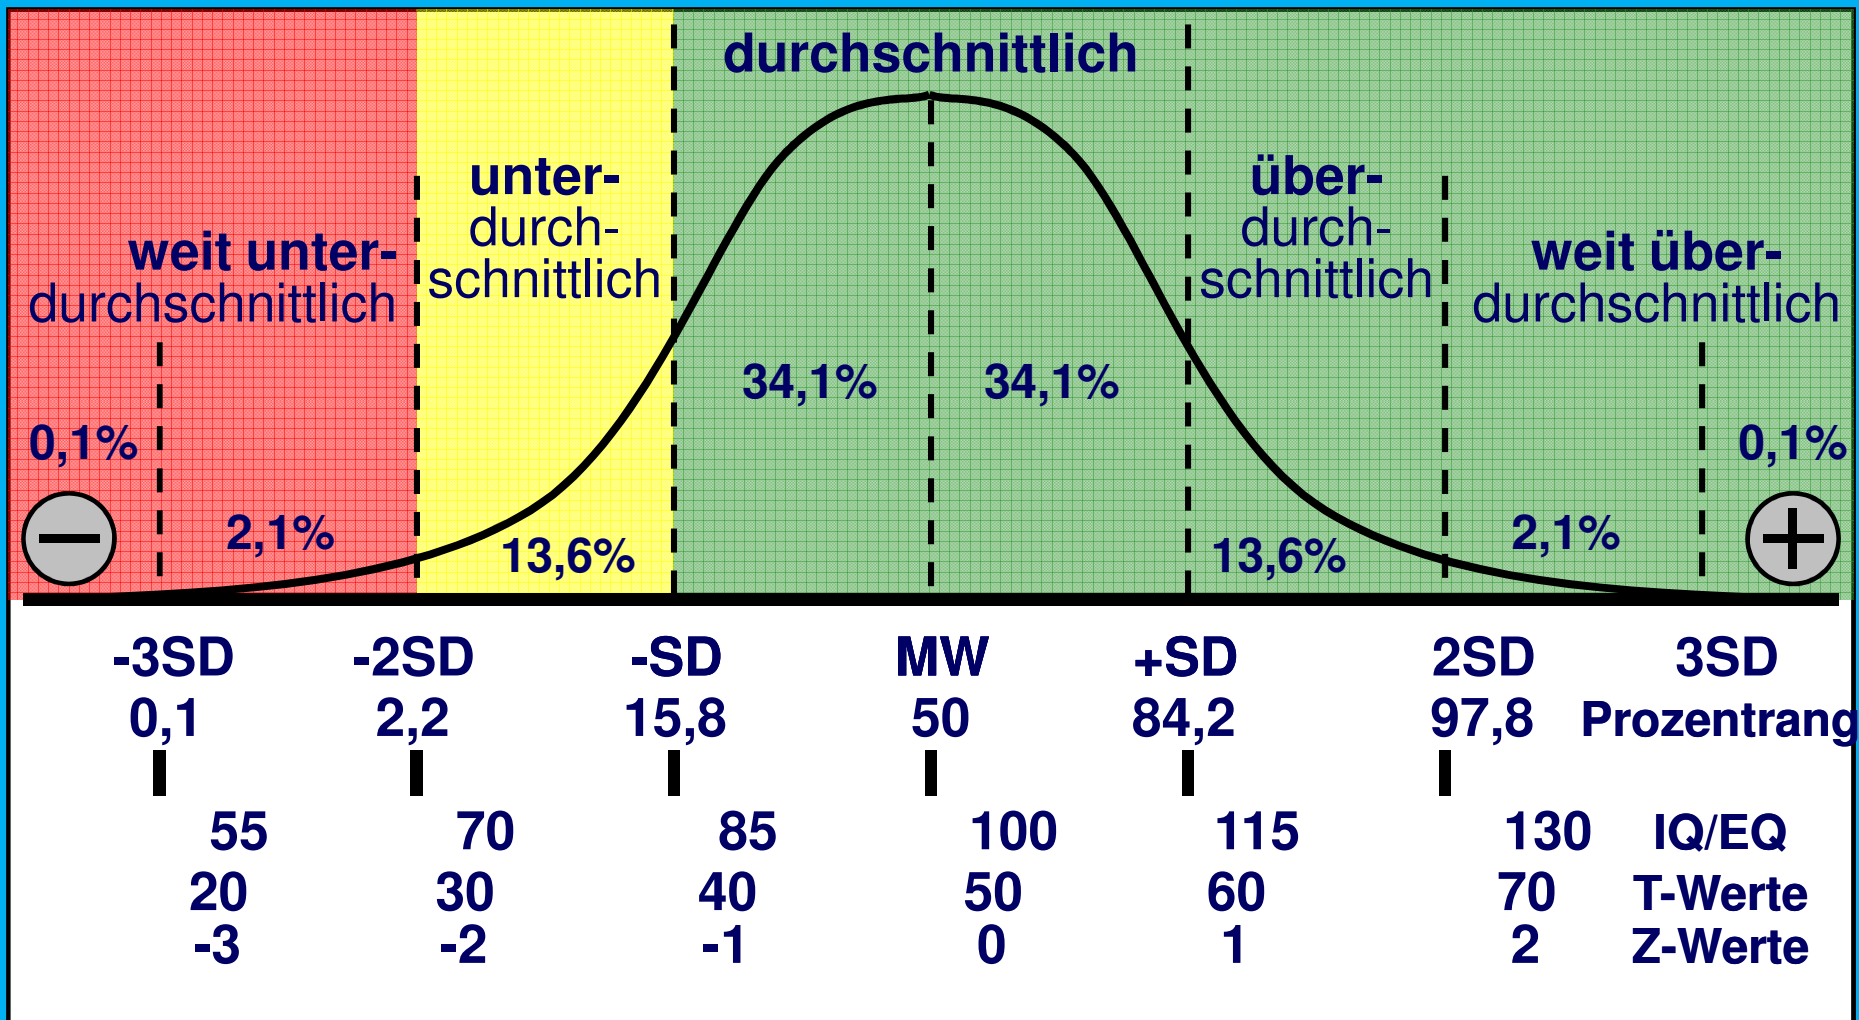 durchschnittlich
unter-
durch-
schnittlich
über-
durch-
schnittlich
weit unter-
durchschnittlich
weit über-
durchschnittlich
34,1% 34,1%
0,1% 0,1%
2,1% 13,6% 13,6% 2,1%
-3SD -2SD -SD MW +SD 2SD 3SD
0,1 2,2 15,8 50 84,2 97,8 Prozentrang
55 70 85 100 115 130 IQ/EQ
20 30 40 50 60 70 T-Werte
-3 -2 -1 0 1 2 Z-Werte